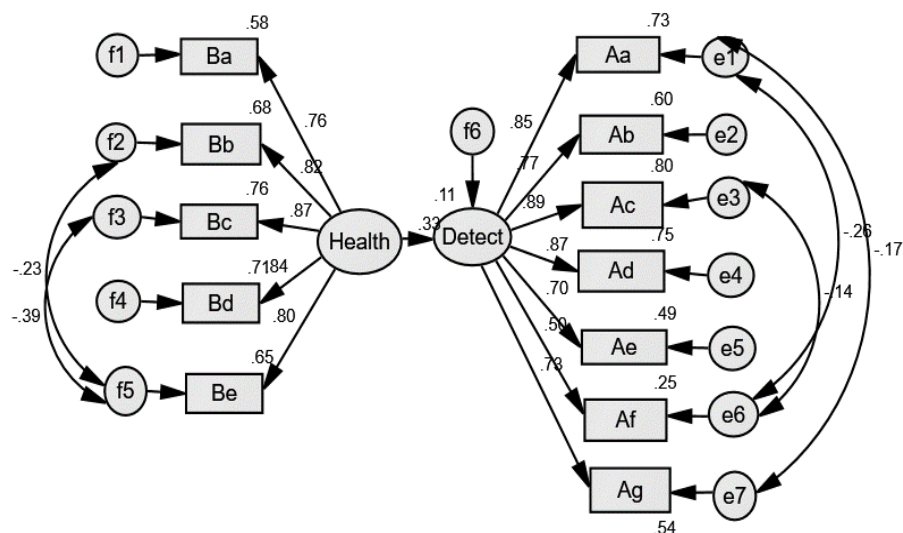 .58
.73
f1
Ba
Aa
e1
.76
.85
.68
.60
f2
Bb
f6
Ab
e2
.82
.77
.76
.80
f3
Bc
.87
.11
.89
Ac
e3
Health
.33
Detect
.75
-.26
-.17
-.23
.71
.84
.87
Ad
e4
f4
Bd
.70
-.14
-.39
.80
.50
.49
Ae
e5
.65
.73
.25
f5
Be
Af
e6
Ag
e7
.54